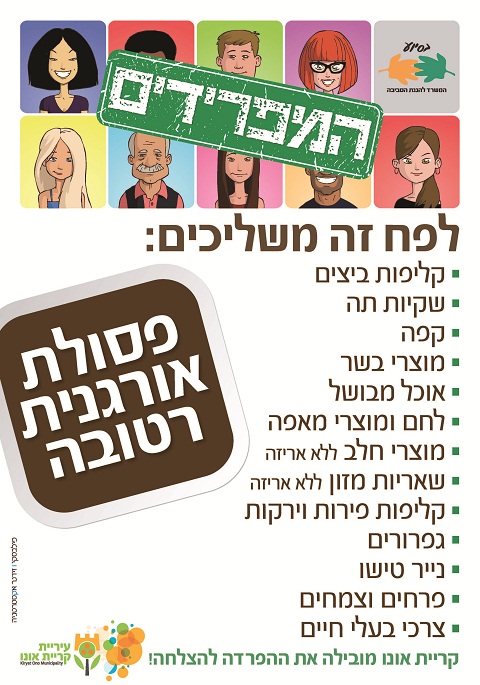 בסיוע
המשרד להגנת הסביבה
המפרידים
לפח זה משליכים:
▪ קליפות ביצים
▪ שקיות תה
▪ קפה
▪ מוצרי בשר
▪ אוכל מבושל
▪ לחם ומוצרי מאפה
▪ מוצרי חלב ללא אריזה
▪ שאריות מזון ללא אריזה
▪ קליפות פירות וירקות
▪ גפרורים
▪ נייר טישו
▪ פרחים וצמחים
▪ צרכי בעלי חיים
פסולת
אורגנית
רטובה
קריית אונו מובילה את ההפרדה להצלחה!
עיריית
קריית אונו
Kiryat Ono Municipality